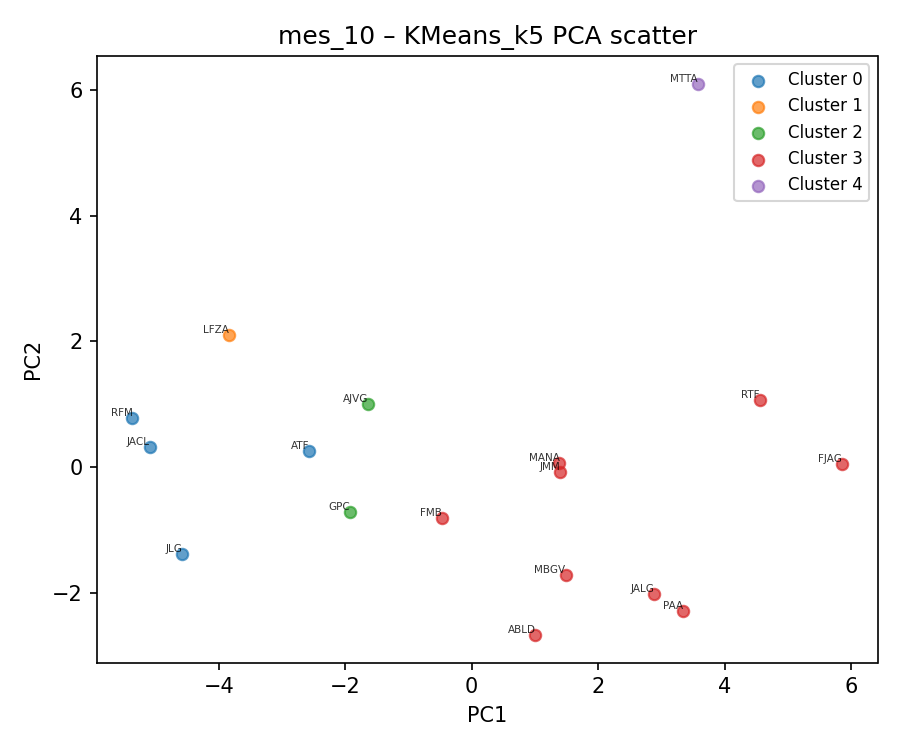 mes_10 – KMeans_k5 PCA scatter
MTTA
Cluster 0
Cluster 1
Cluster 2
Cluster 3
Cluster 4
LFZA
RFM
JACL
AJVG
ATF
RTF
MANA
JMM
FJAG
GPC
FMB
JLG
MBGV
JALG
PAA
ABLD
6
4
2
0
−2
−4
−2
0
2
4
6
PC1
PC2